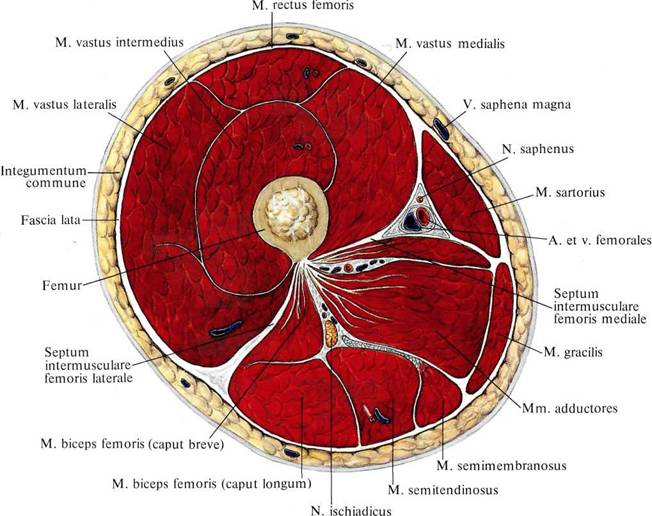 M. rectus femoris
M. vastus intermedius
M. vastus medialis
M. vastus lateralis
V. saphena magna
N. saphenus
Integumentum
commune
M. sartorius
Fascia lata
A. et v. femorales
Femur
Septum
intermusculare
femoris mediale
Septum
intermusculare
femoris laterale
M. gracilis
Mm. adductores
M. biceps femoris (caput breve)
M. semimembranosus
M. biceps femoris (caput longum)
M. semitendinosus
N. ischiadicus